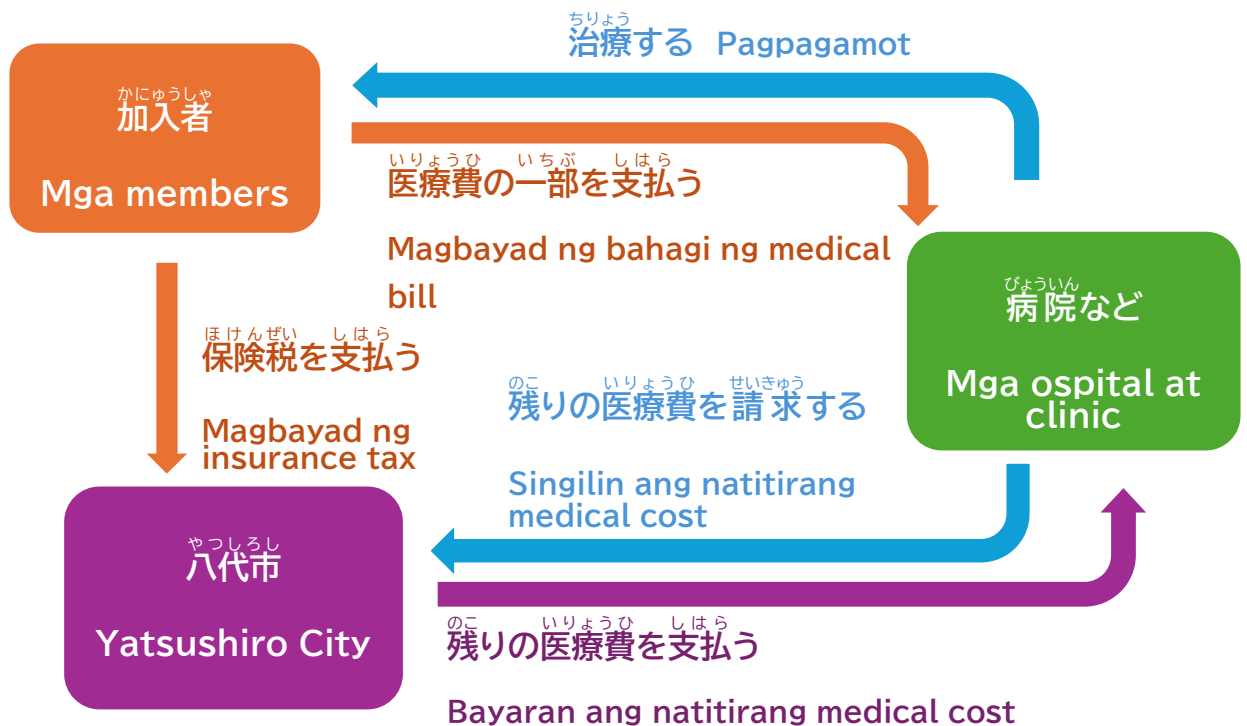 ちりょう
治療する Pagpagamot
かにゅうしゃ
加入者
Mga members
いりょうひ いちぶ しはら
医療費の一部を支払う
Magbayad ng bahagi ng medical
bill
びょういん
病院など
Mga ospital at
clinic
ほけんぜい しはら
保険税を支払う
Magbayad ng
insurance tax
のこ いりょうひ せいきゅう
残りの医療費を請求する
Singilin ang natitirang
medical cost
やつしろし
八代市
Yatsushiro City
のこ いりょうひ しはら
残りの医療費を支払う
Bayaran ang natitirang medical cost